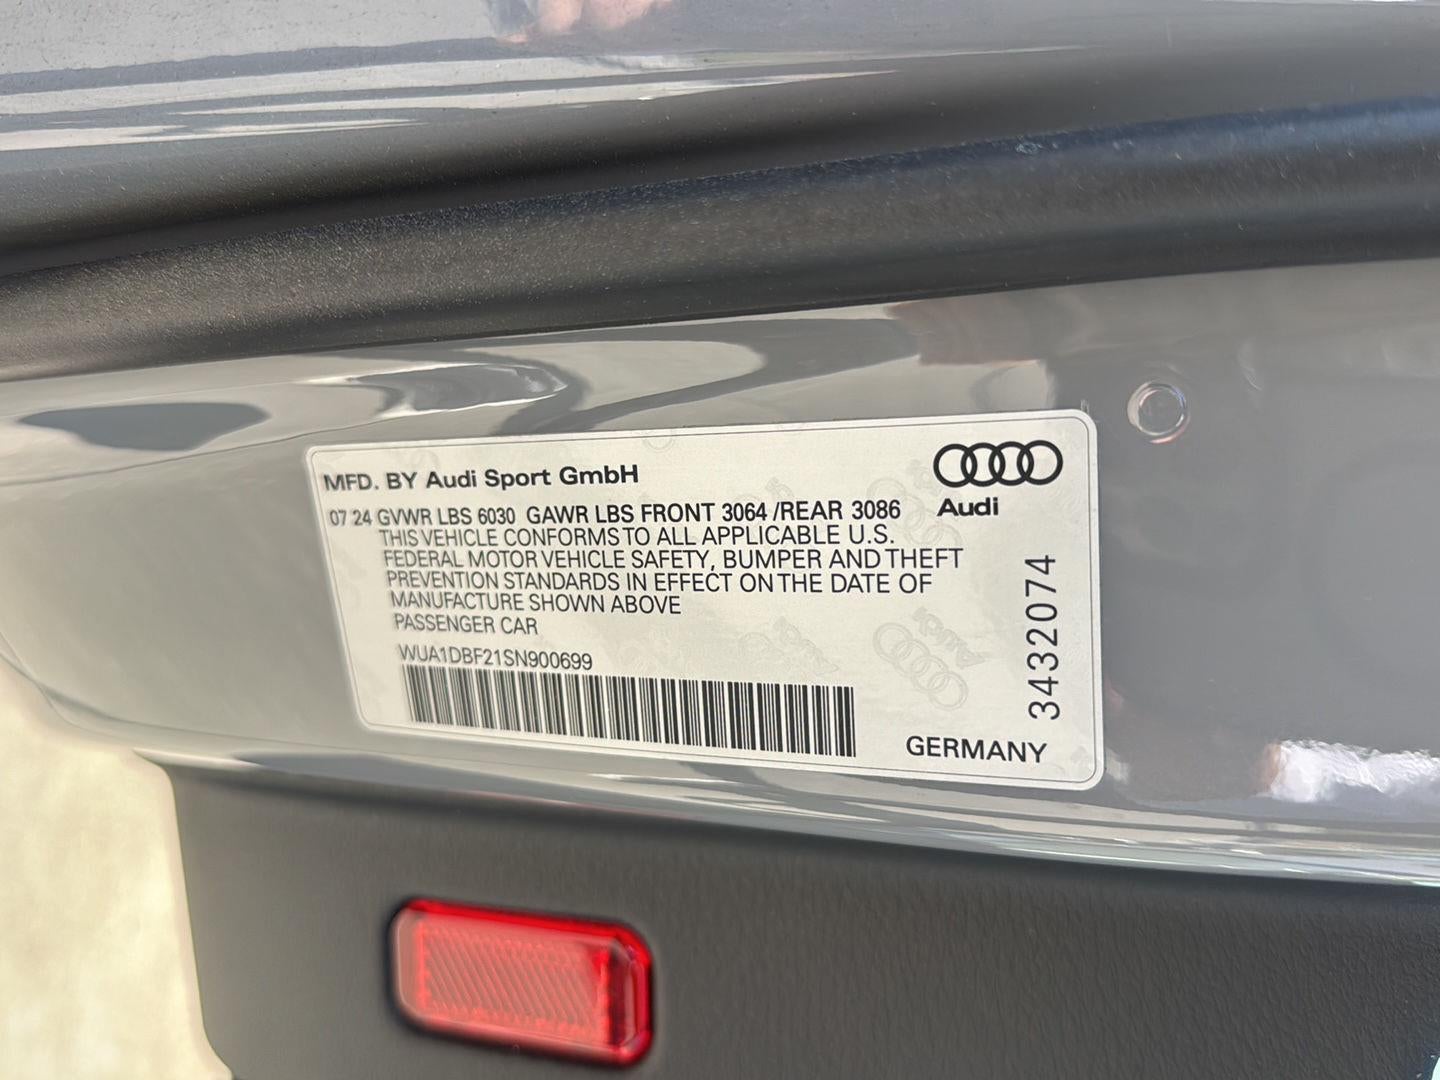 MFD. BY Audi Sport GmbH
Audi
07 24 GVWR LBS 6030 GAWR LBS FRONT 3064 /REAR 3086
THIS VEHICLE CONFORMS TO ALL APPLICABLE U.S.
FEDERAL MOTOR VEHICLE SAFETY, BUMPER AND THEFT
PREVENTION STANDARDS IN EFFECT ON THE DATE OF
MANUFACTURE SHOWN ABOVE
PASSENGER CAR
WUA1DBF21SN900699
3432074
GERMANY